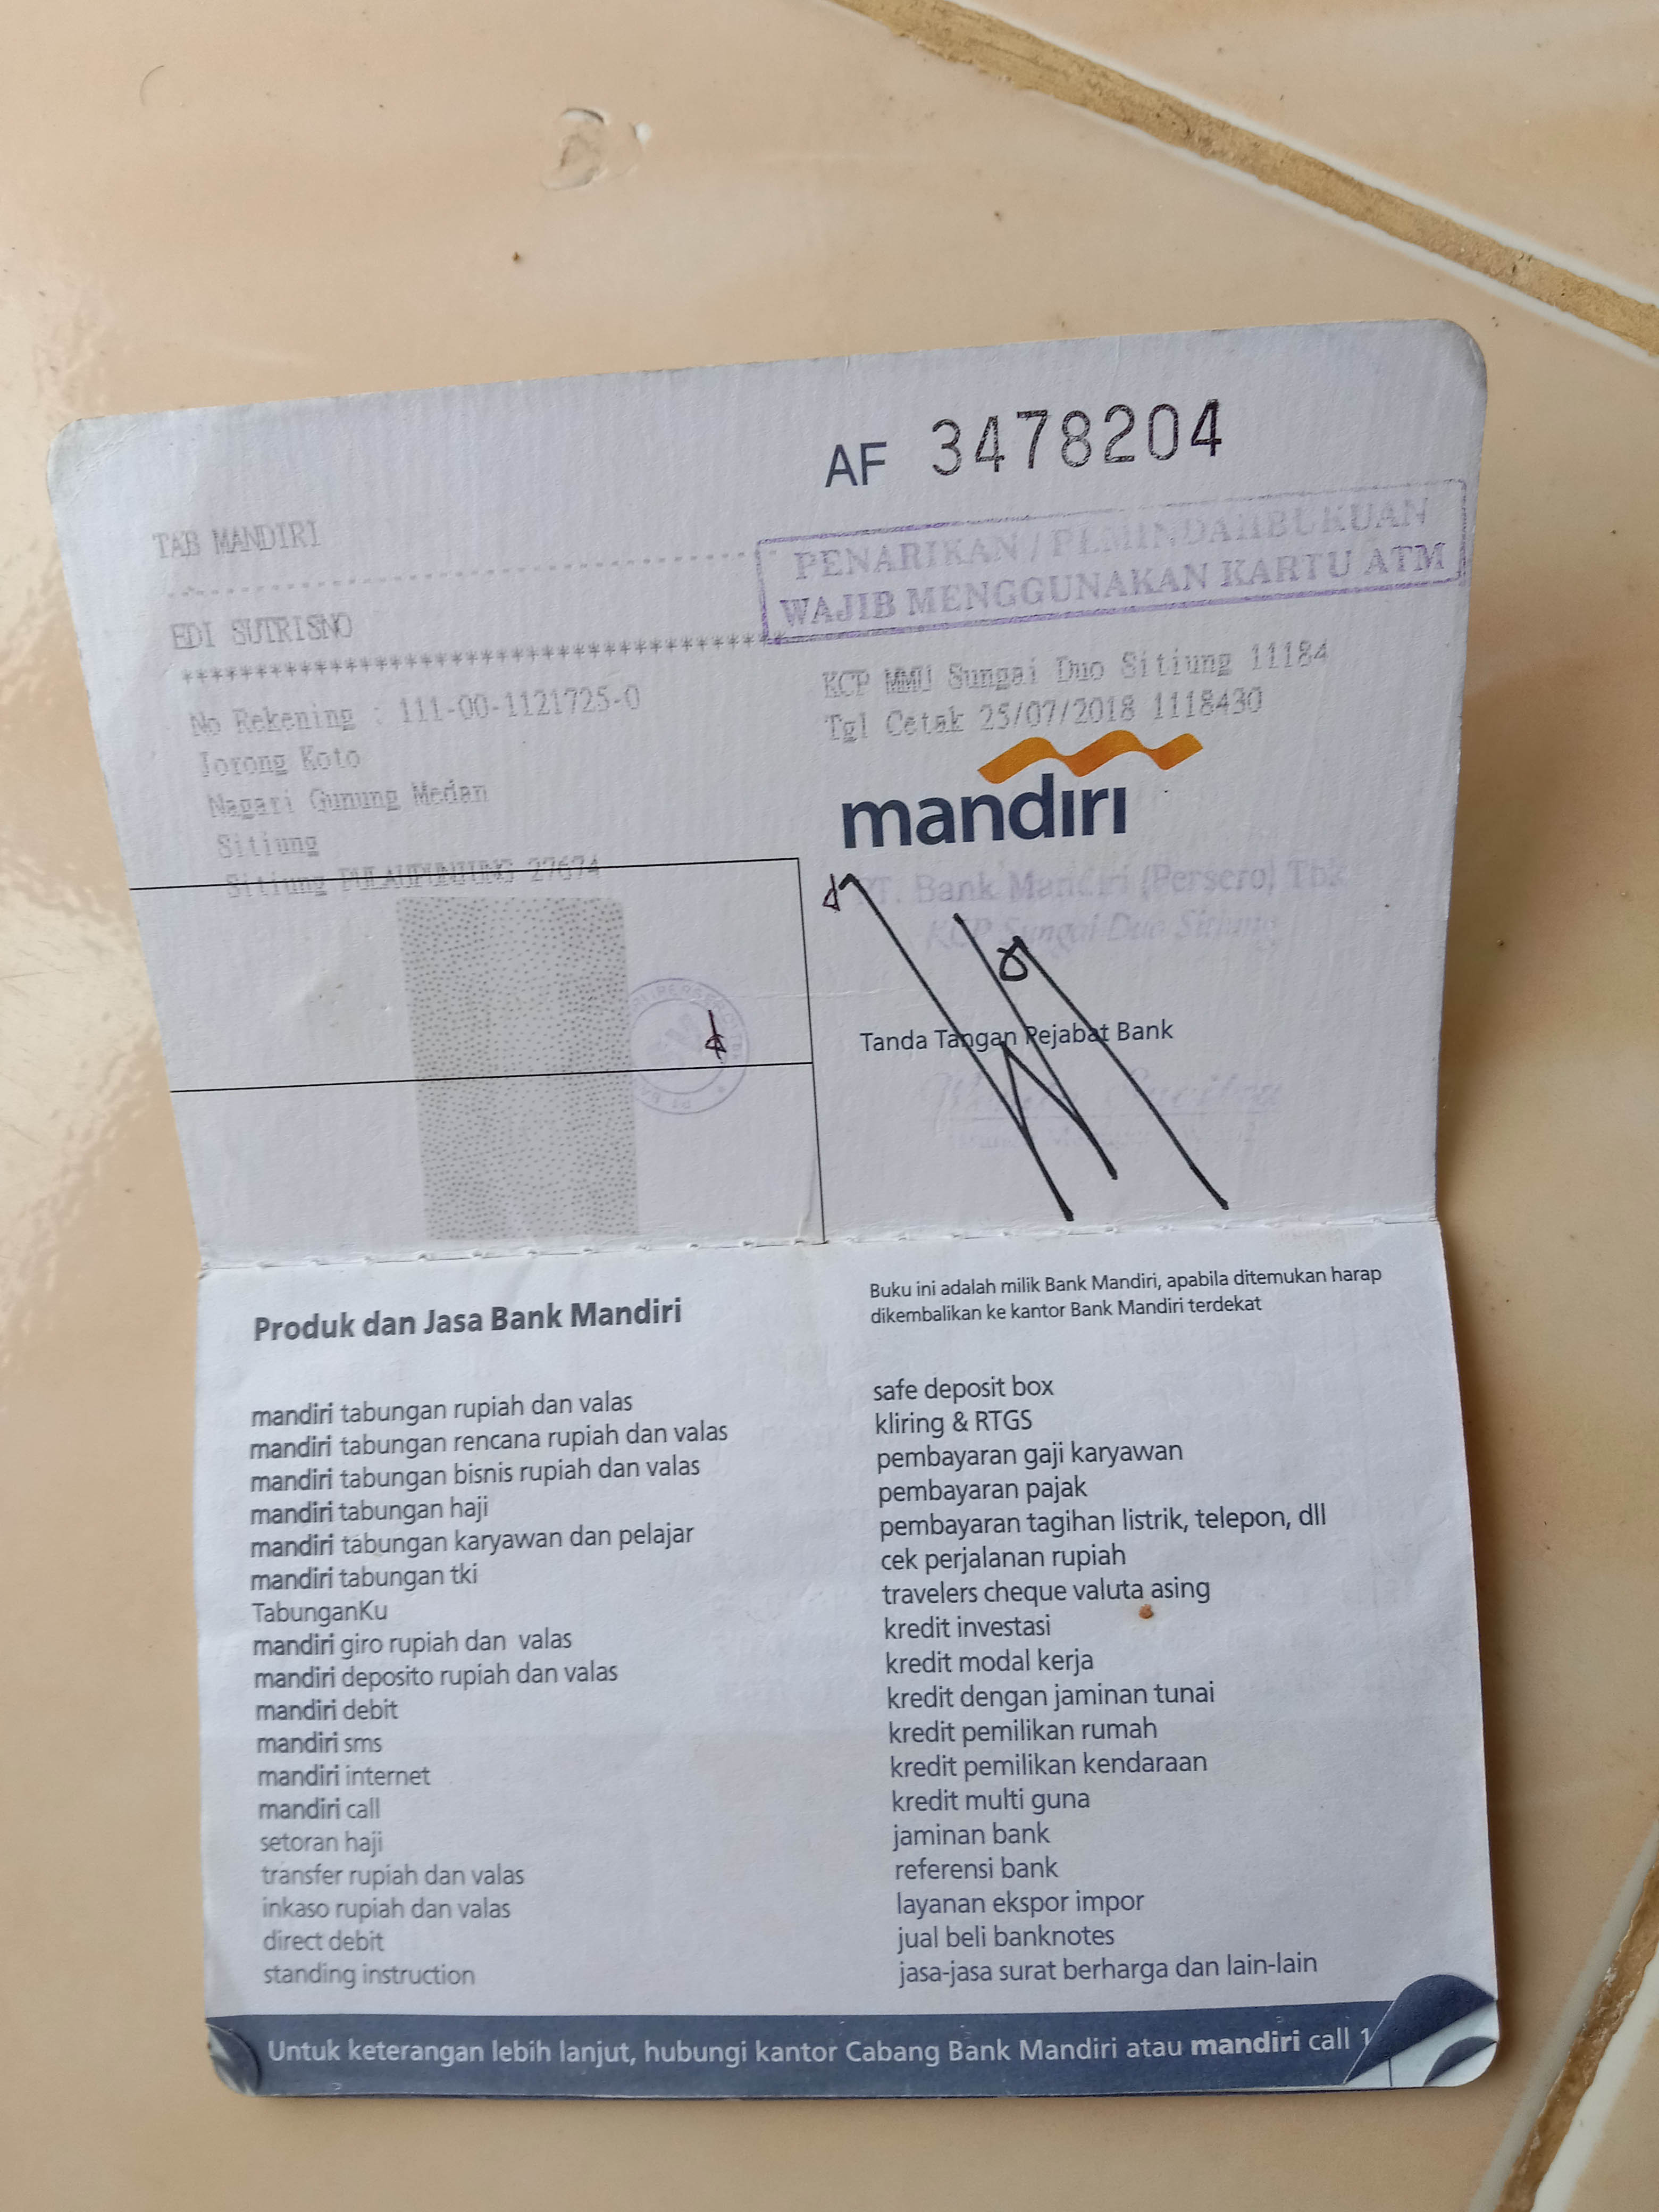 AF 3478204
TAB MANDIRI
PENARIKAN / PEMINDAHBUKUAN
WAJIB MENGGUNAKAN KARTU ATM
EDI SUTRISNO
****************************************
No Rekening : 111-00-1121725-0
Jorong Koto
Nagari Gunung Medan
Sitiung
Sitiung PULAUPUNJUNG 27674
KCP MMU Sungai Duo Sitiung 11184
Tgl Cetak 25/07/2018 1118430
mandiri
PT. Bank Mandiri (Persero) Tbk
KCP Sungai Duo Sitiung
Tanda Tangan Pejabat Bank
Produk dan Jasa Bank Mandiri
mandiri tabungan rupiah dan valas
mandiri tabungan rencana rupiah dan valas
mandiri tabungan bisnis rupiah dan valas
mandiri tabungan haji
mandiri tabungan karyawan dan pelajar
mandiri tabungan tki
TabunganKu
mandiri giro rupiah dan valas
mandiri deposito rupiah dan valas
mandiri debit
mandiri sms
mandiri internet
mandiri call
setoran haji
transfer rupiah dan valas
inkaso rupiah dan valas
direct debit
standing instruction
Buku ini adalah milik Bank Mandiri, apabila ditemukan harap
dikembalikan ke kantor Bank Mandiri terdekat
safe deposit box
kliring & RTGS
pembayaran gaji karyawan
pembayaran pajak
pembayaran tagihan listrik, telepon, dll
cek perjalanan rupiah
travelers cheque valuta asing
kredit investasi
kredit modal kerja
kredit dengan jaminan tunai
kredit pemilikan rumah
kredit pemilikan kendaraan
kredit multi guna
jaminan bank
referensi bank
layanan ekspor impor
jual beli banknotes
jasa-jasa surat berharga dan lain-lain
Untuk keterangan lebih lanjut, hubungi kantor Cabang Bank Mandiri atau mandiri call 1